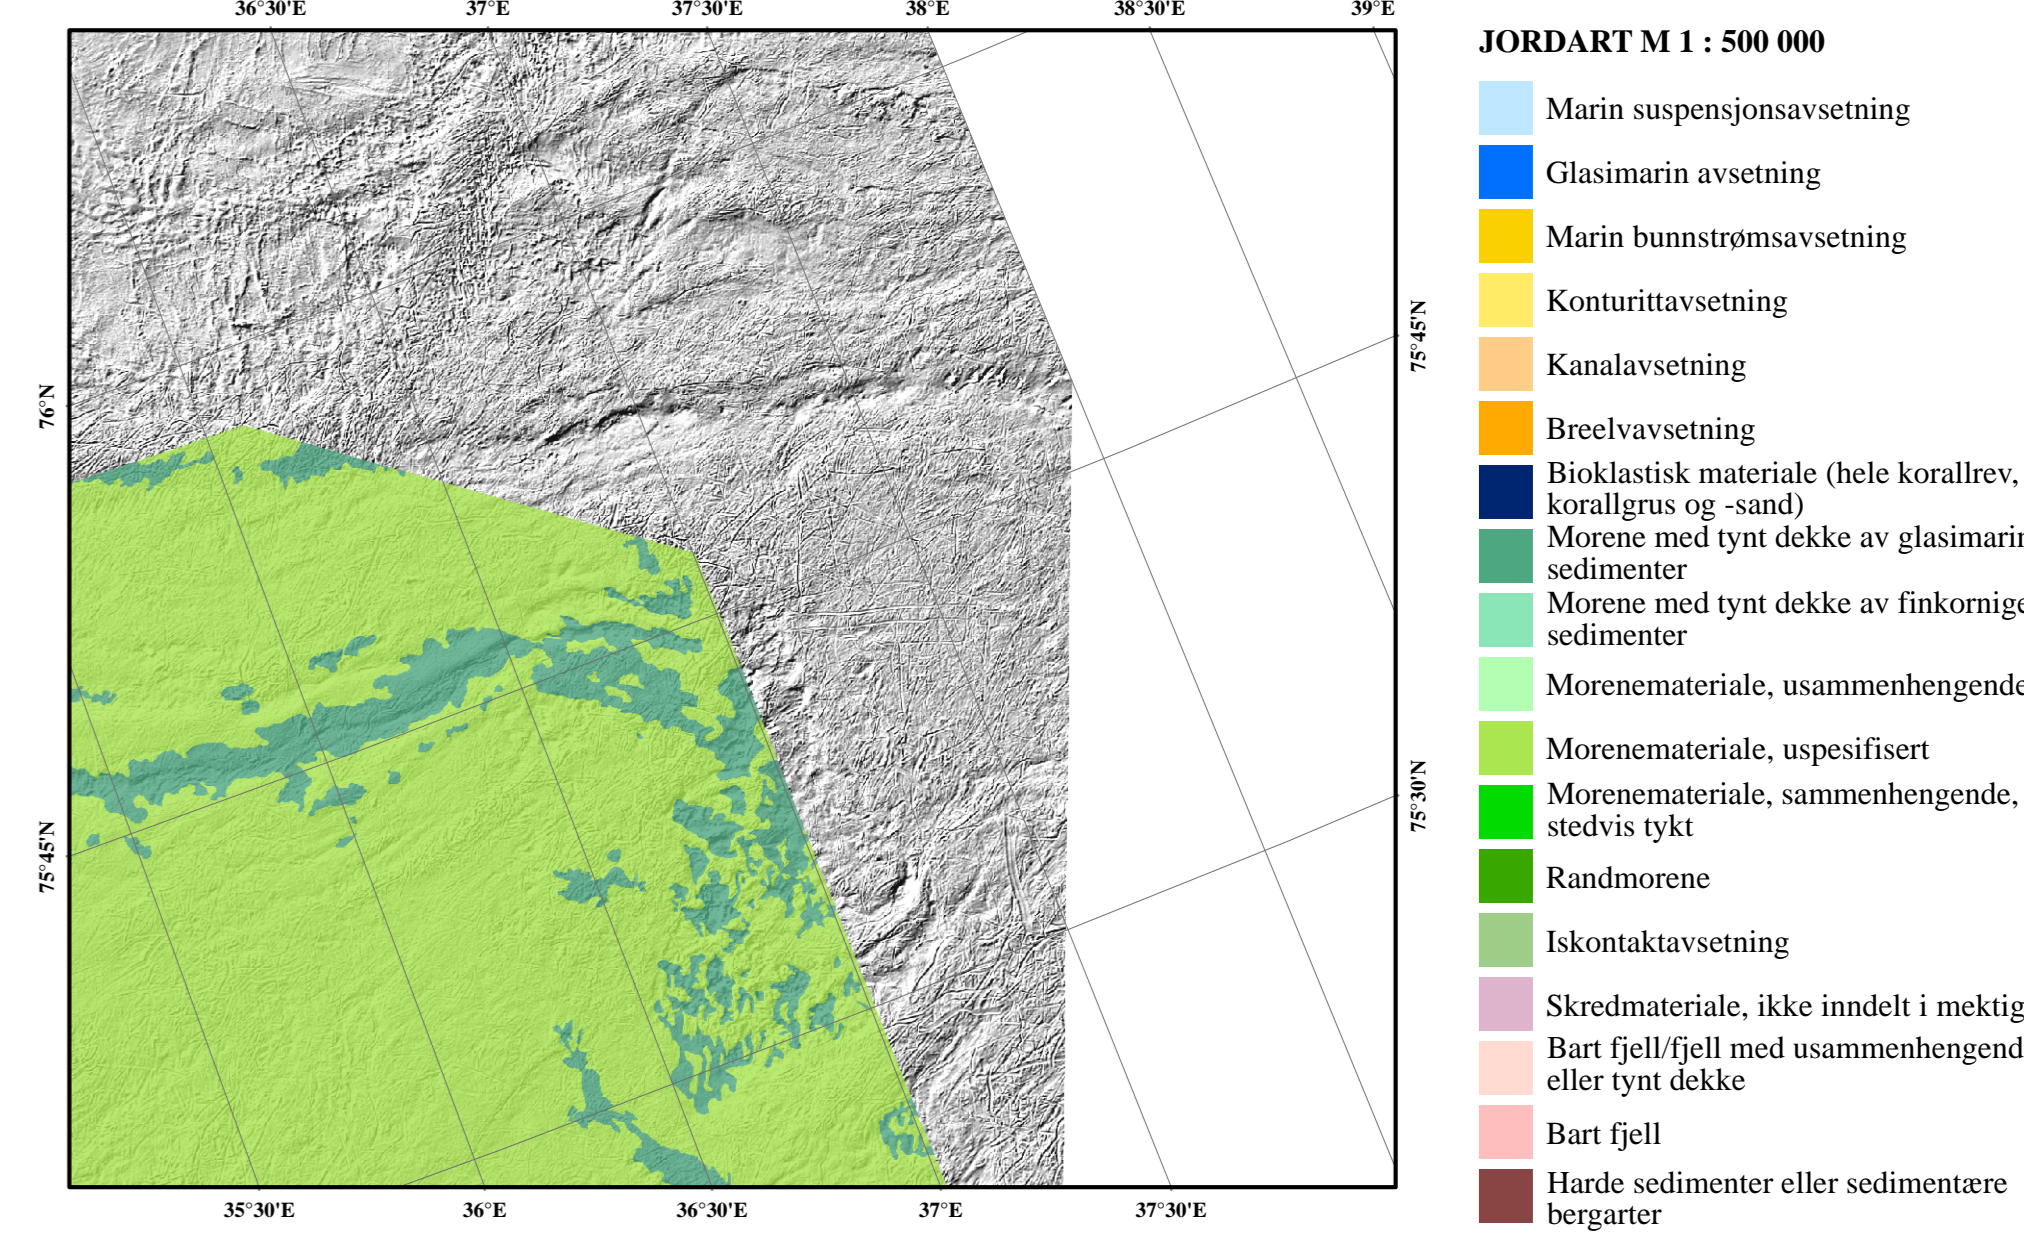 36°30'E 37°E 37°30'E 38°E 38°30'E 39°E
76°N
75°45'N
75°45'N
75°30'N
35°30'E 36°E 36°30'E 37°E 37°30'E
JORDART M 1 : 500 000
Marin suspensjonsavsetning
Glasimarin avsetning
Marin bunnstrømsavsetning
Konturittavsetning
Kanalavsetning
Breelvavsetning
Bioklastisk materiale (hele korallrev,
korallgrus og -sand)
Morene med tynt dekke av glasimarin
sedimenter
Morene med tynt dekke av finkornige
sedimenter
Morenemateriale, usammenhengende
Morenemateriale, uspesifisert
Morenemateriale, sammenhengende,
stedvis tykt
Randmorene
Iskontaktavsetning
Skredmateriale, ikke inndelt i mektig
Bart fjell/fjell med usammenhengend
eller tynt dekke
Bart fjell
Harde sedimenter eller sedimentære
bergarter